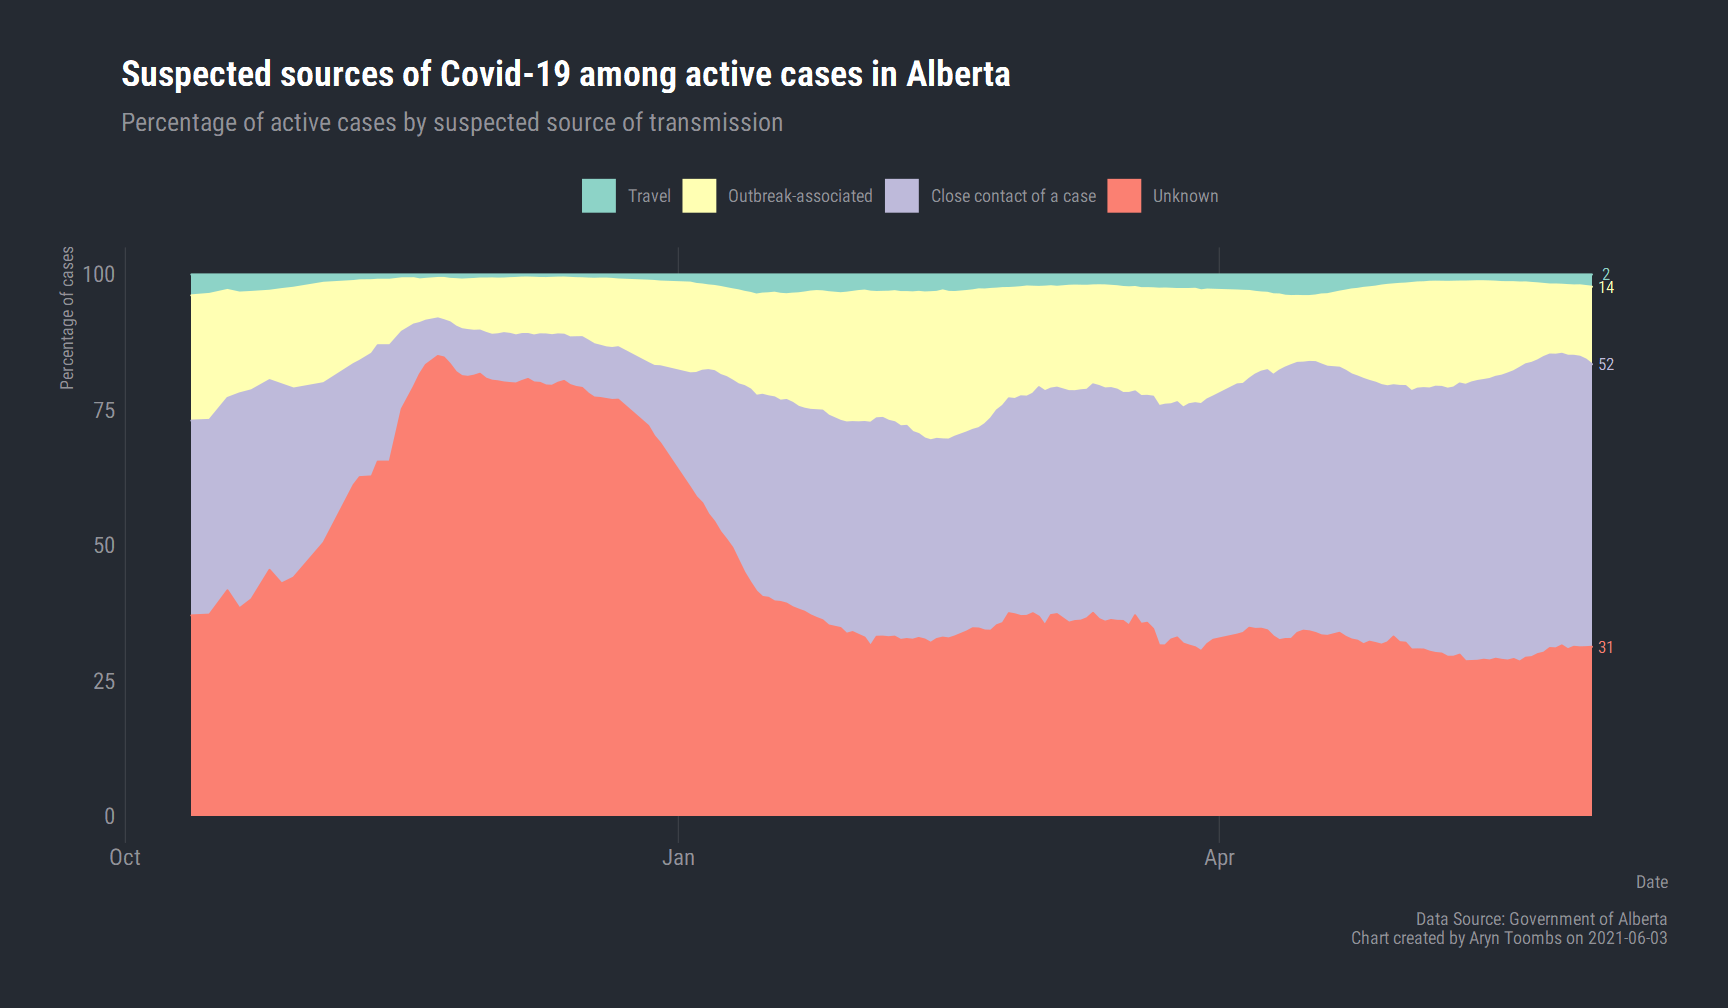 Suspected sources of Covid-19 among active cases in Alberta
Percentage of active cases by suspected source of transmission
Travel Outbreak-associated Close contact of a case Unknown
Percentage of cases
100
75
50
25
0
2
14
52
31
Oct Jan Apr
Date
Data Source: Government of Alberta
Chart created by Aryn Toombs on 2021-06-03